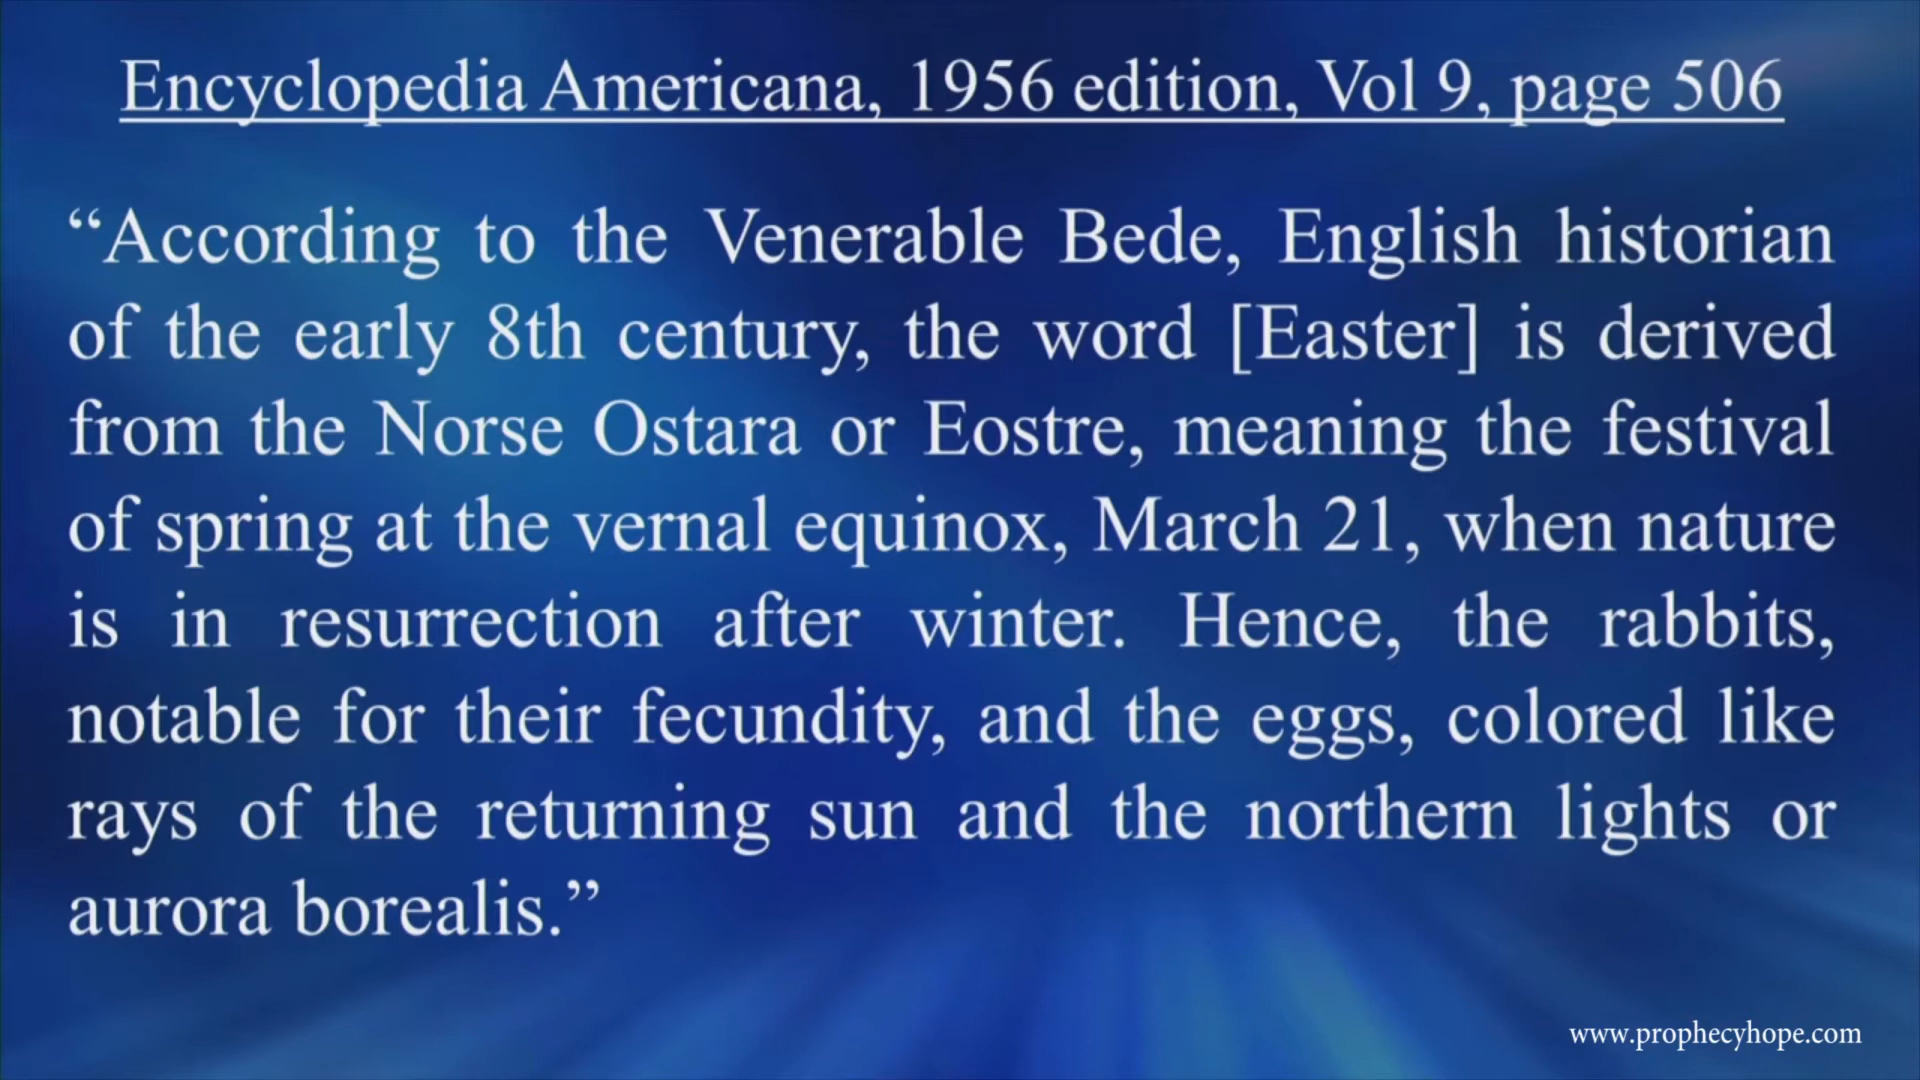 Encyclopedia Americana, 1956 edition, Vol 9, page 506
“According to the Venerable Bede, English historian
of the early 8th century, the word [Easter] is derived
from the Norse Ostara or Eostre, meaning the festival
of spring at the vernal equinox, March 21, when nature
is in resurrection after winter. Hence, the rabbits,
notable for their fecundity, and the eggs, colored like
rays of the returning sun and the northern lights or
aurora borealis.”
www.prophecyhope.com